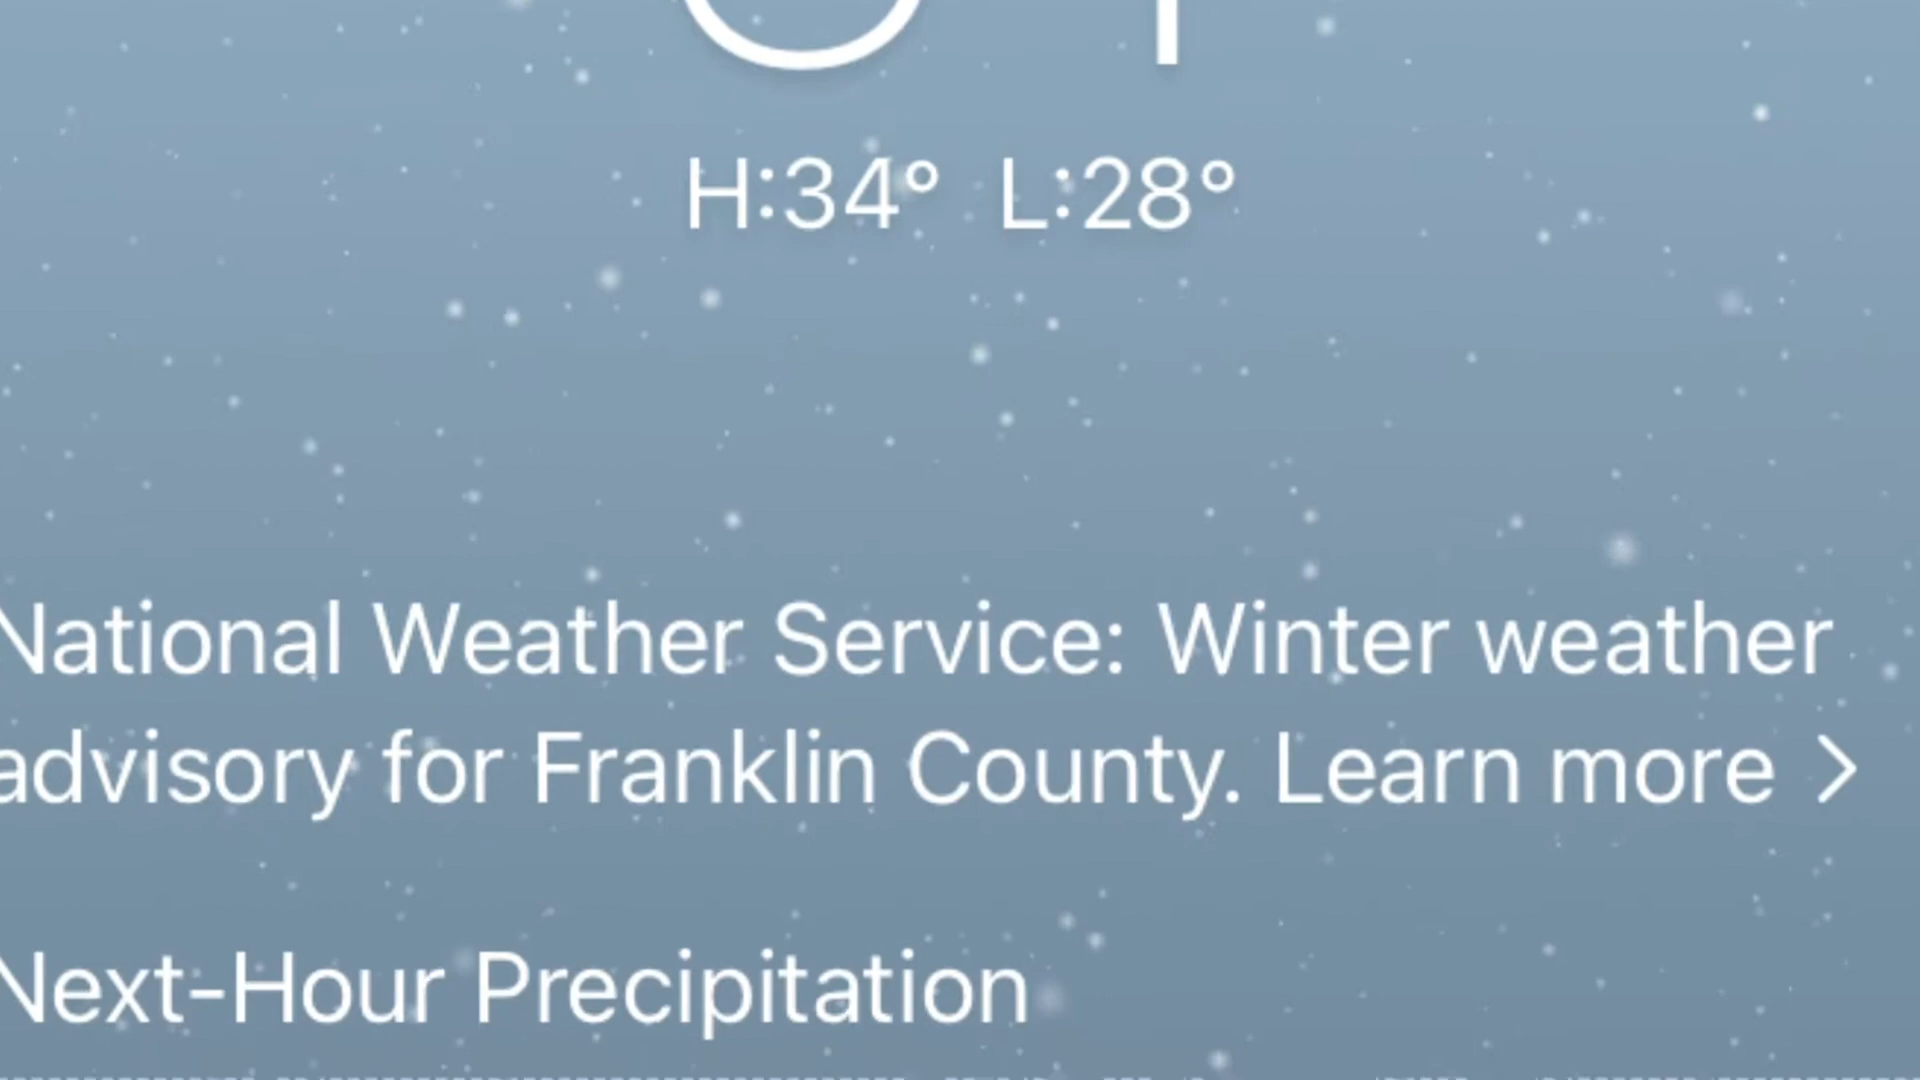 H:34° L:28°
National Weather Service: Winter weather
advisory for Franklin County. Learn more >
Next-Hour Precipitation